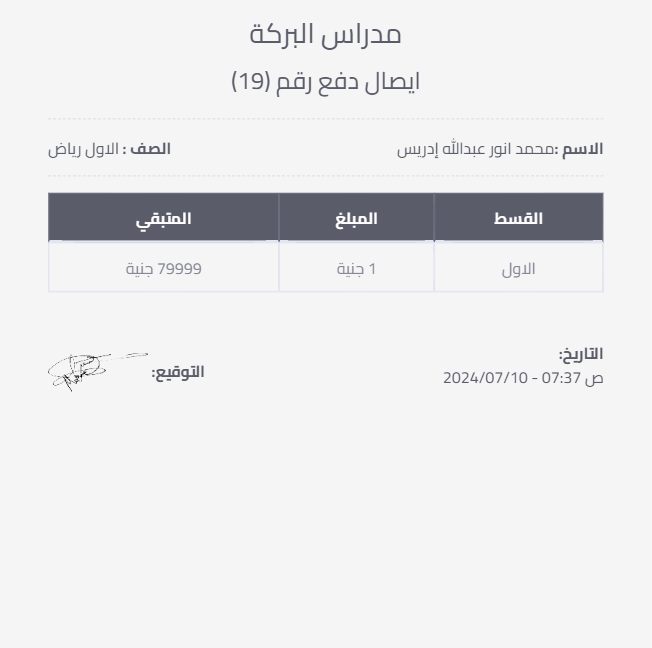 مدراس البركة
ايصال دفع رقم (19)
الاسم :محمد انور عبدالله إدريس
الصف : الاول رياض
القسط المبلغ المتبقي
الاول 1 جنية 79999 جنية
التاريخ:
2024/07/10 - 07:37 ص
التوقيع: